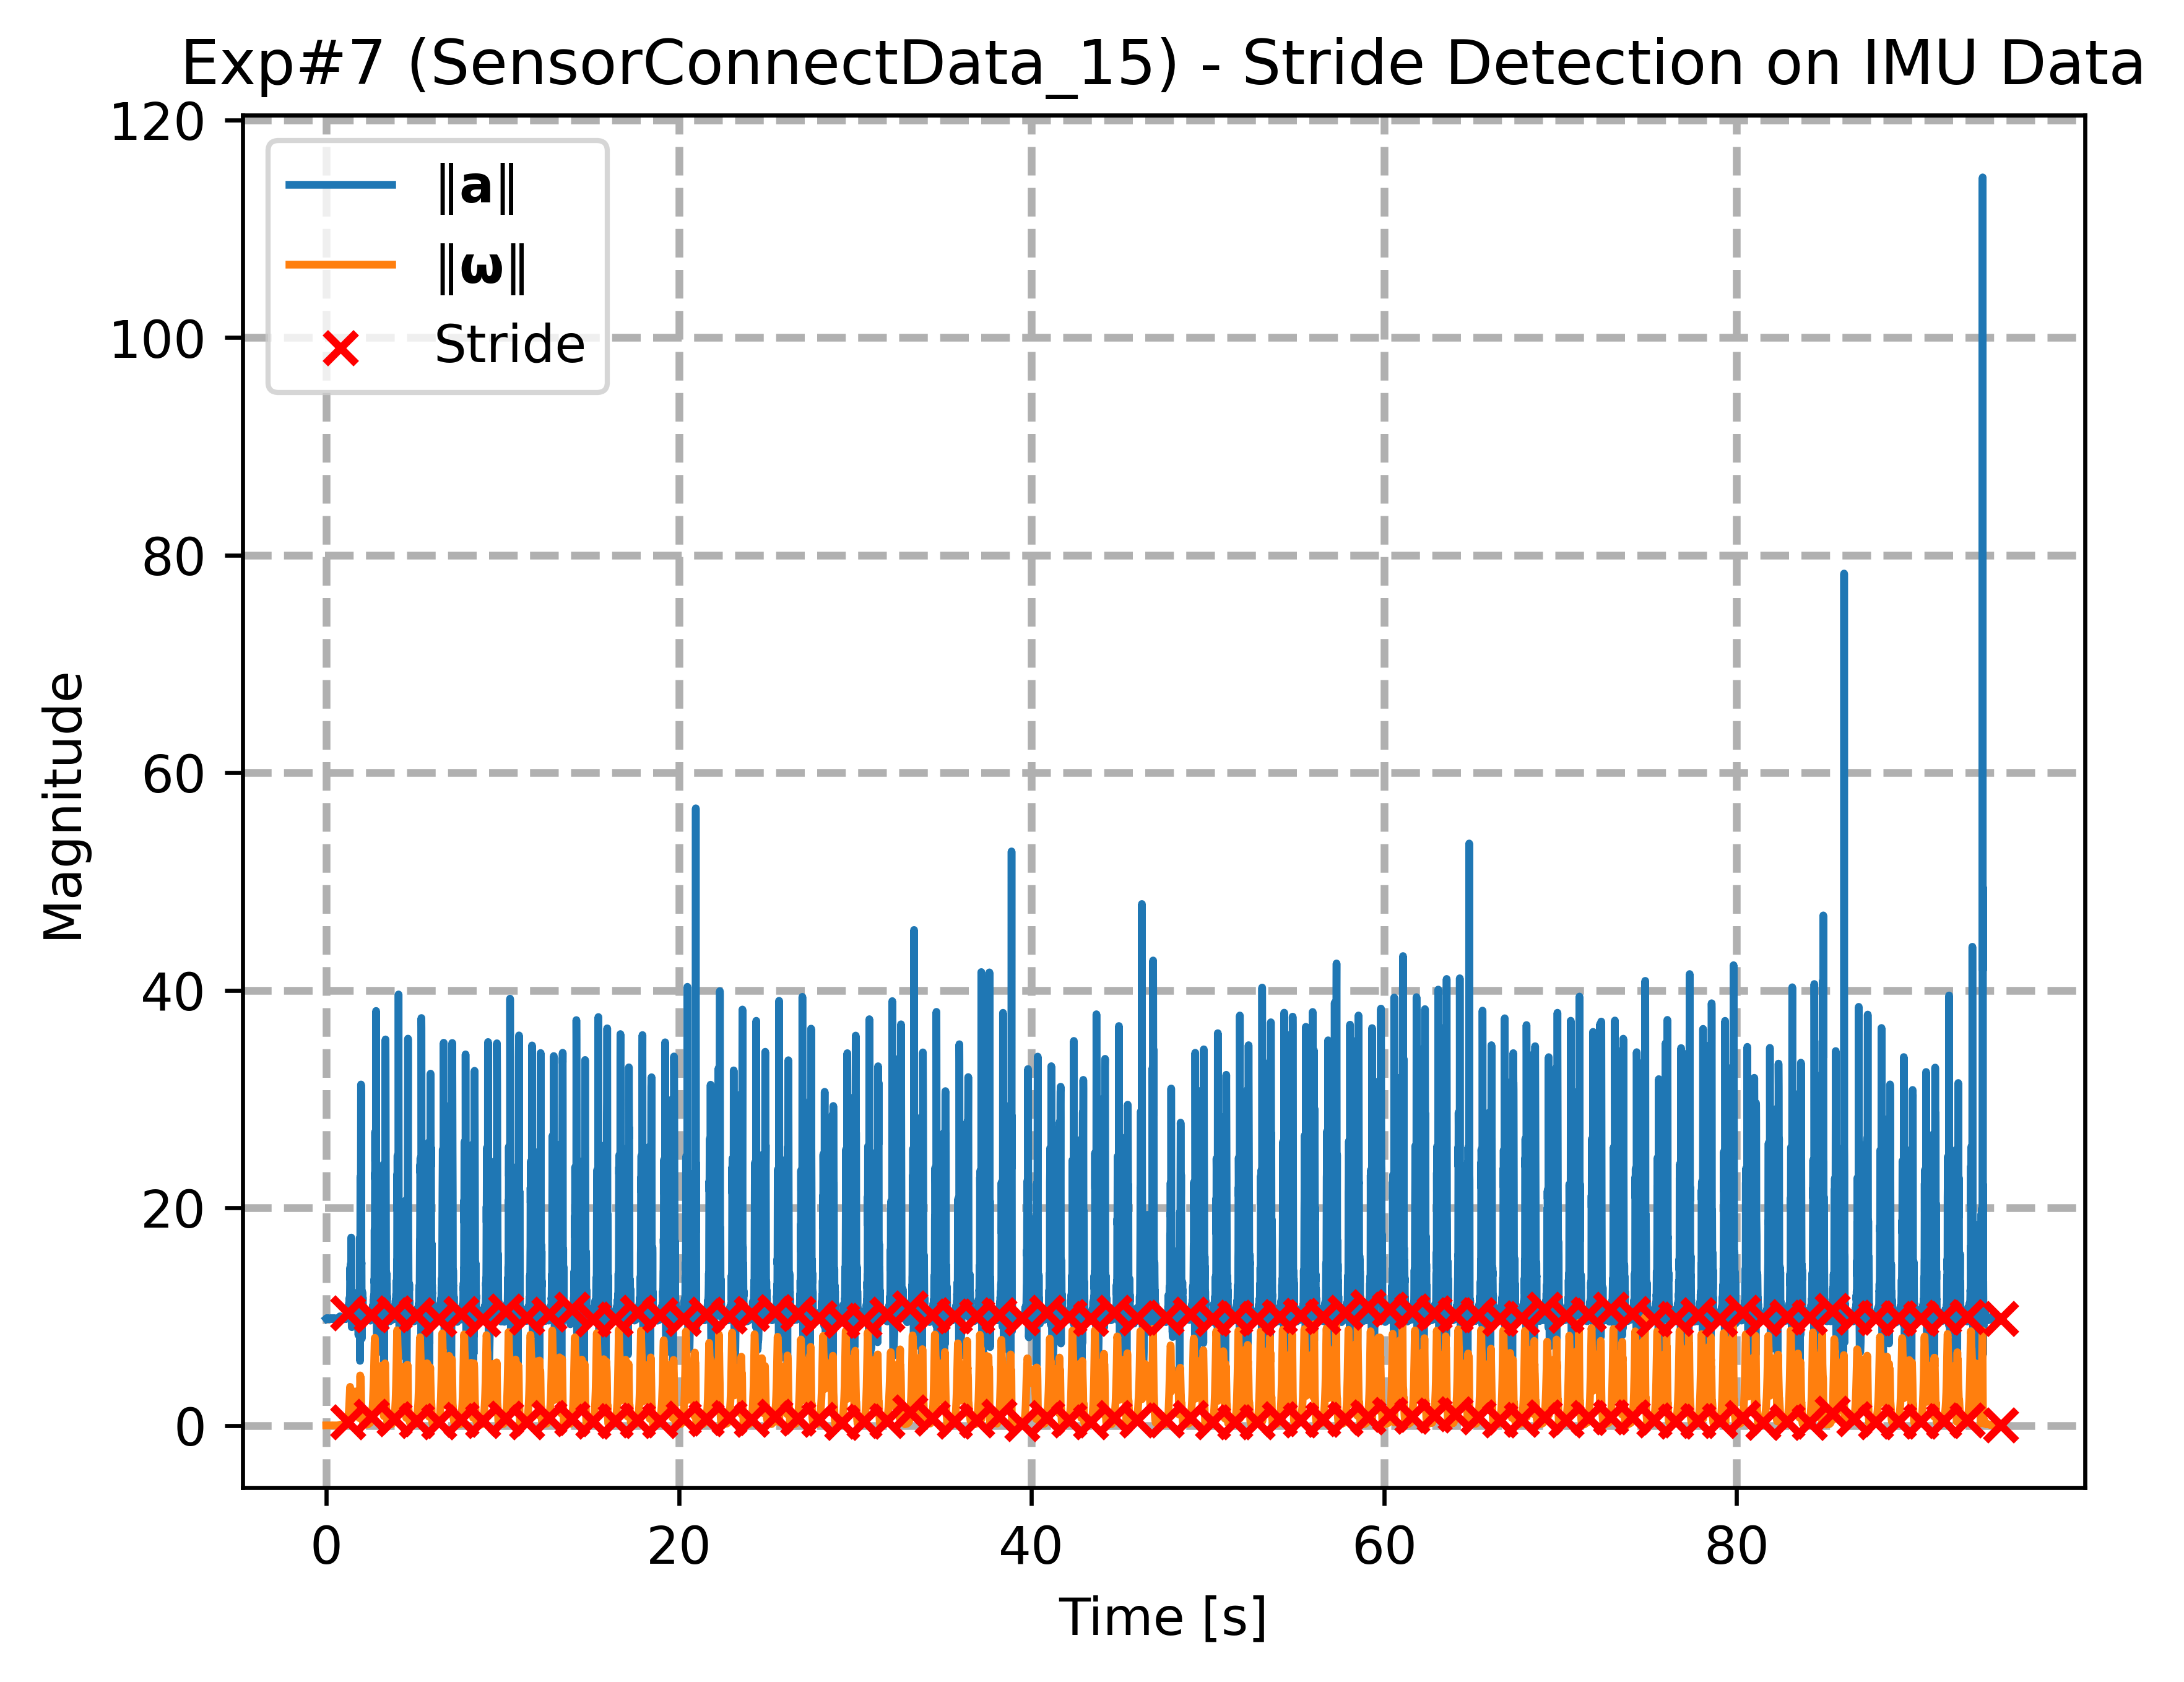 Exp#7 (SensorConnectData_15) - Stride Detection on IMU Data
120
100
80
60
40
20
0
Magnitude
‖a‖
‖ω‖
Stride
0 20 40 60 80
Time [s]